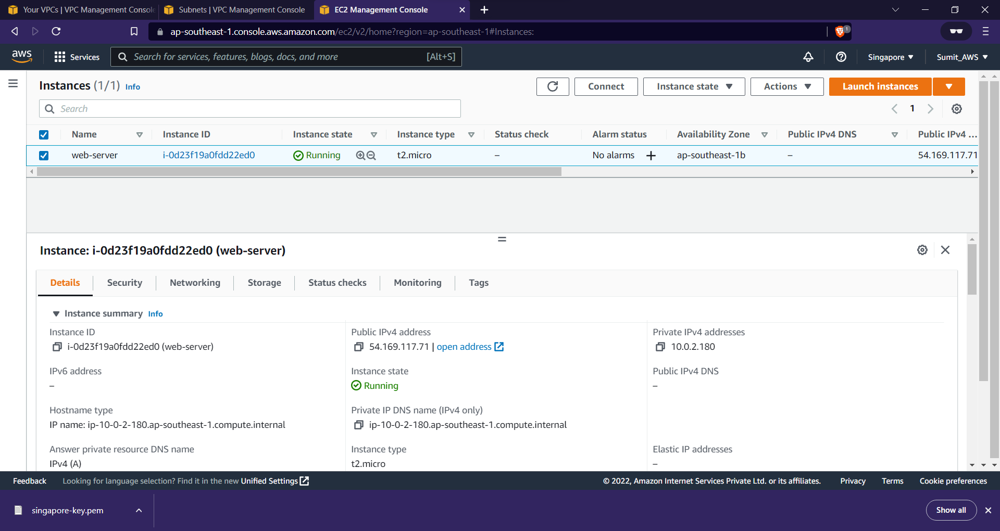 Your VPCs | VPC Management Console
Subnets | VPC Management Console
EC2 Management Console
ap-southeast-1.console.aws.amazon.com/ec2/v2/home?region=ap-southeast-1#Instances:
1
aws
Services
Search for services, features, blogs, docs, and more
[Alt+S]
Singapore
Sumit_AWS
Instances (1/1) Info
Connect
Instance state
Actions
Launch instances
Search
1
Name
Instance ID
Instance state
Instance type
Status check
Alarm status
Availability Zone
Public IPv4 DNS
Public IPv4 ...
web-server
i-0d23f19a0fdd22ed0
Running
t2.micro
–
No alarms
ap-southeast-1b
–
54.169.117.71
Instance: i-0d23f19a0fdd22ed0 (web-server)
Details
Security
Networking
Storage
Status checks
Monitoring
Tags
Instance summary Info
Instance ID
i-0d23f19a0fdd22ed0 (web-server)
Public IPv4 address
54.169.117.71 | open address
Private IPv4 addresses
10.0.2.180
IPv6 address
–
Instance state
Running
Public IPv4 DNS
–
Hostname type
IP name: ip-10-0-2-180.ap-southeast-1.compute.internal
Private IP DNS name (IPv4 only)
ip-10-0-2-180.ap-southeast-1.compute.internal
Answer private resource DNS name
IPv4 (A)
Instance type
t2.micro
Elastic IP addresses
–
Feedback
Looking for language selection? Find it in the new Unified Settings
© 2022, Amazon Internet Services Private Ltd. or its affiliates.
Privacy
Terms
Cookie preferences
singapore-key.pem
Show all